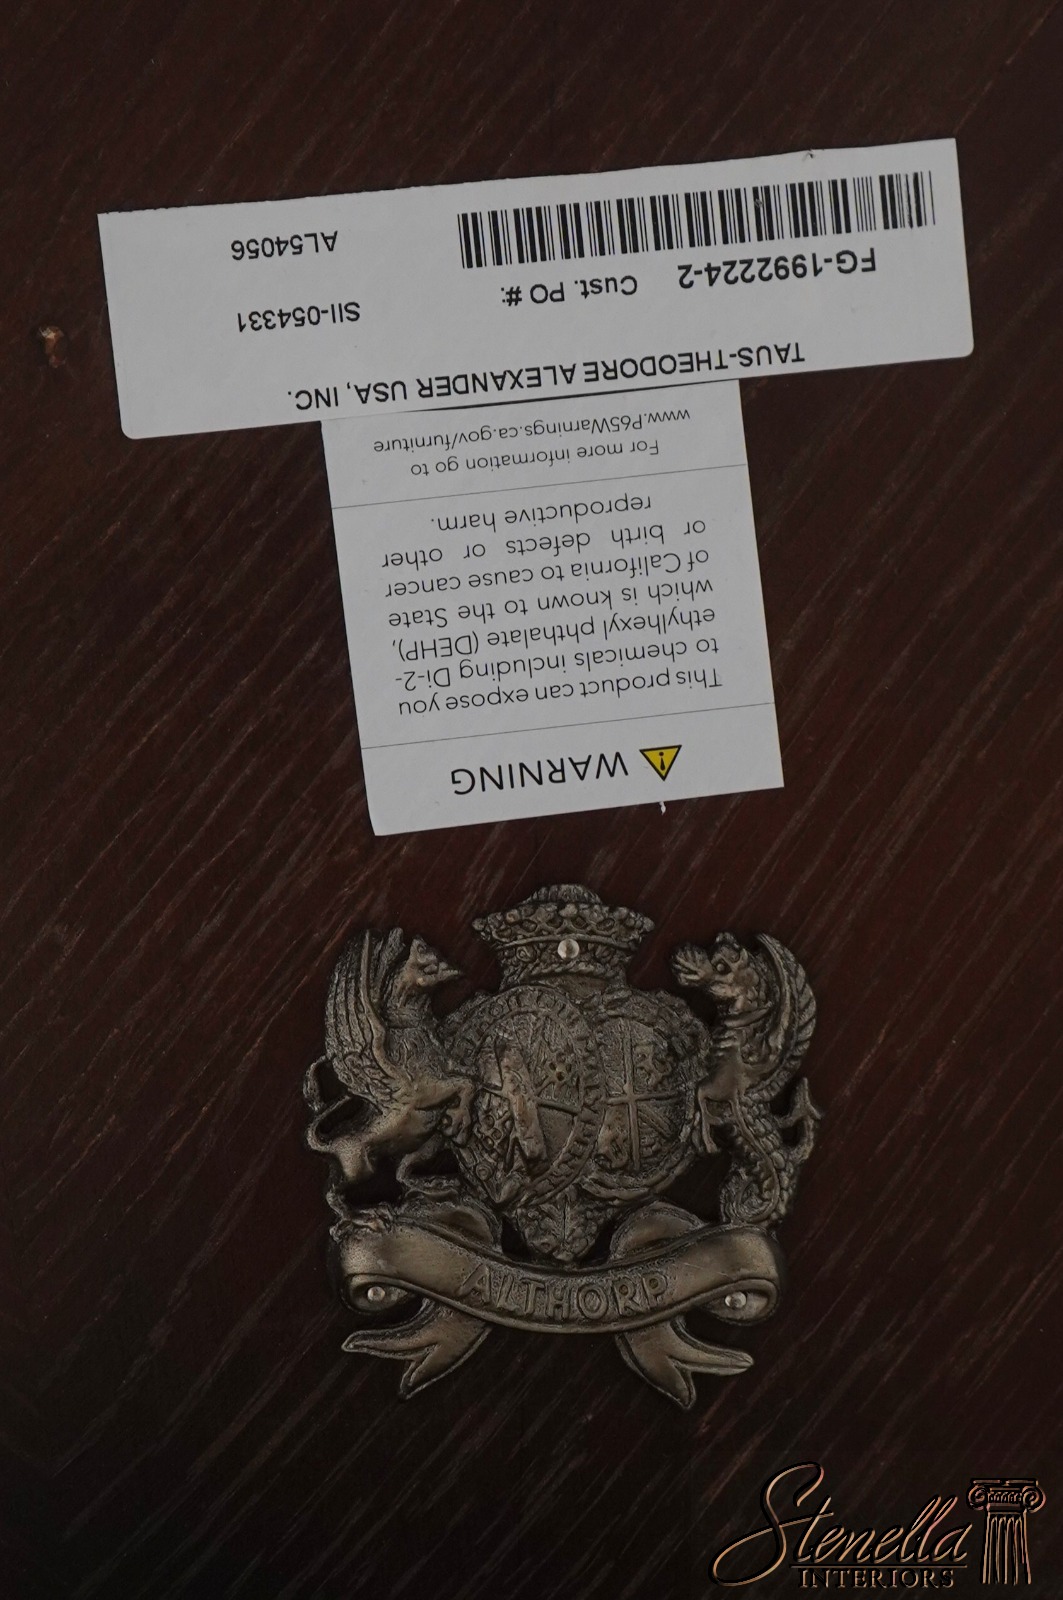 TAUS-THEODORE ALEXANDER USA, INC.
SII-054331
Cust. PO #:
FG-1992224-2
AL54056
WARNING
This product can expose you
to chemicals including Di-2-
ethylhexyl phthalate (DEHP),
which is known to the State
of California to cause cancer
or birth defects or other
reproductive harm.
For more information go to
www.P65Warnings.ca.gov/furniture
ALTHORP
Stenella
INTERIORS